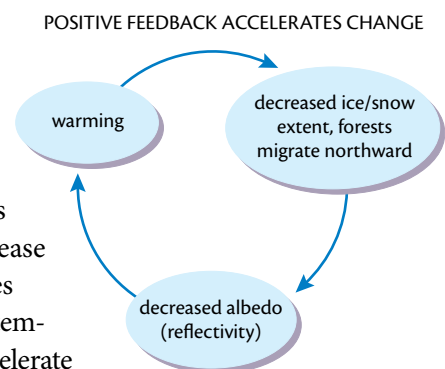 POSITIVE FEEDBACK ACCELERATES CHANGE
warming
decreased ice/snow
extent, forests
migrate northward
decreased albedo
(reflectivity)